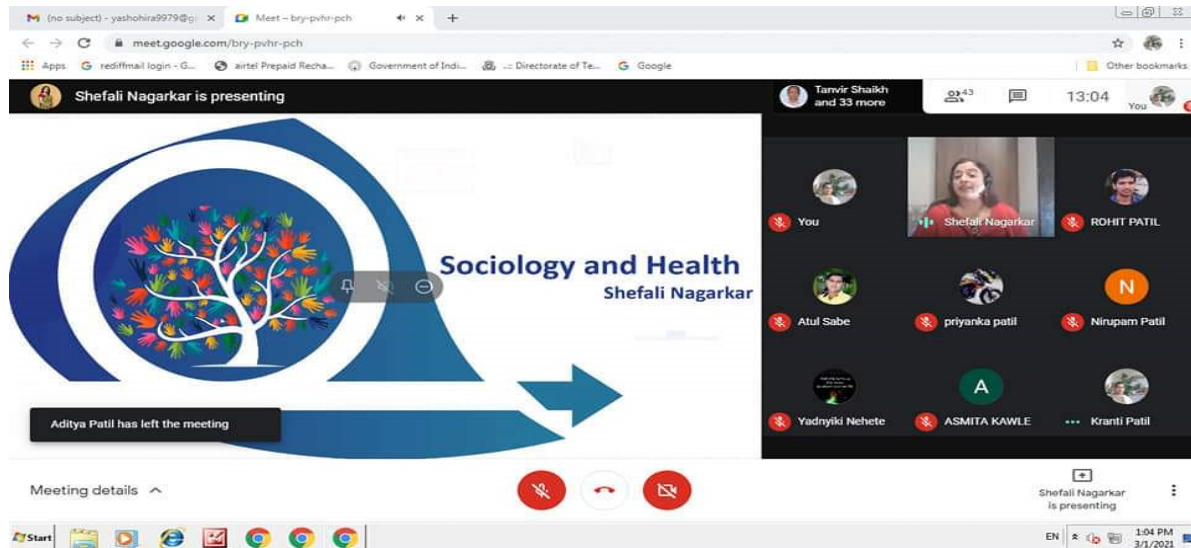 (no subject) - yashohira9979@g
Meet – bry-pvhr-pch
meet.google.com/bry-pvhr-pch
Apps
rediffmail login - G...
airtel Prepaid Recha...
Government of Indi...
..:: Directorate of Te...
Google
Other bookmarks
Shefali Nagarkar is presenting
Tanvir Shaikh
and 33 more
43
13:04
You
Sociology and Health
Shefali Nagarkar
You
Shefali Nagarkar
ROHIT PATIL
Atul Sabe
priyanka patil
N
Nirupam Patil
Yadnyiki Nehete
A
ASMITA KAWLE
Kranti Patil
Aditya Patil has left the meeting
Meeting details
Shefali Nagarkar
is presenting
Start
EN
1:04 PM
3/1/2021